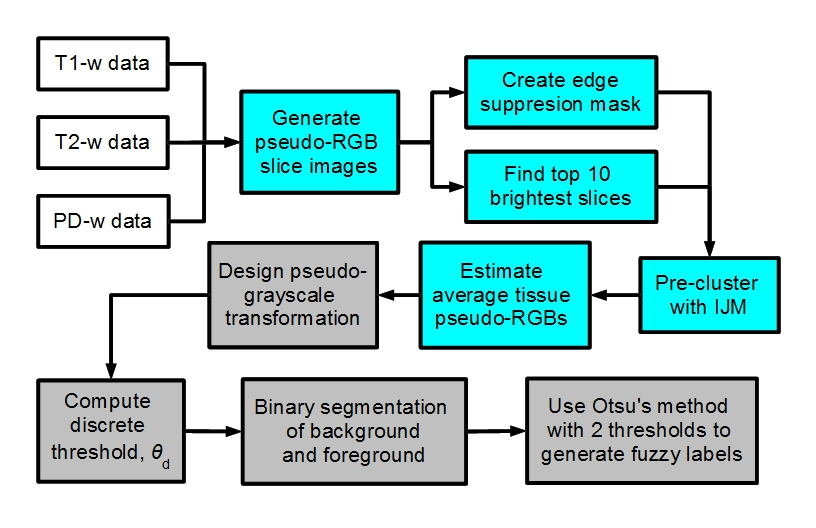 T1-w data
T2-w data
PD-w data
Generate
pseudo-RGB
slice images
Create edge
suppresion mask
Find top 10
brightest slices
Pre-cluster
with IJM
Estimate
average tissue
pseudo-RGBs
Design pseudo-
grayscale
transformation
Compute
discrete
threshold, θd
Binary segmentation
of background
and foreground
Use Otsu's method
with 2 thresholds to
generate fuzzy labels